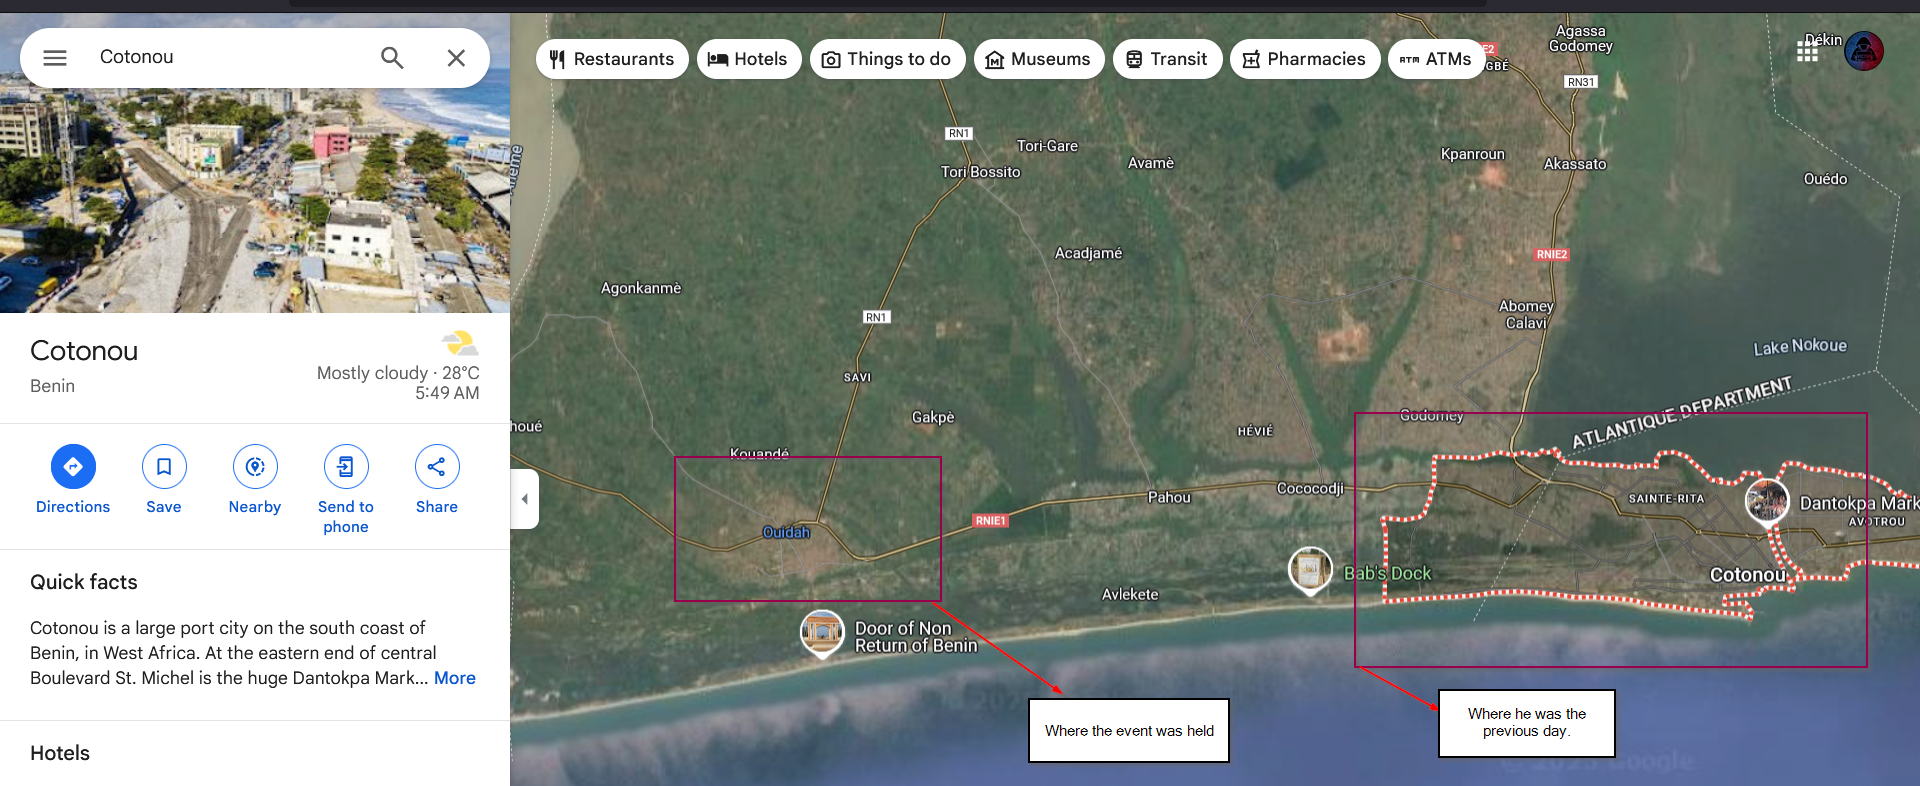 Cotonou
Restaurants
Hotels
Things to do
Museums
Transit
Pharmacies
ATM
ATMs
Cotonou
Benin
Mostly cloudy · 28°C
5:49 AM
Directions
Save
Nearby
Send to
phone
Share
Quick facts
Cotonou is a large port city on the south coast of
Benin, in West Africa. At the eastern end of central
Boulevard St. Michel is the huge Dantokpa Mark... More
Hotels
Agassa
Godomey
Dékin
E2
GBÉ
RN31
RN1
Tori-Gare
Tori Bossito
Avamè
Kpanroun
Akassato
Ouédo
Acadjamé
RNIE2
Agonkanmè
Abomey
Calavi
RN1
Lake Nokoue
SAVI
ATLANTIQUE DEPARTMENT
Gakpè
Godomey
houé
HÉVIÉ
Kouandé
Pahou
Cococodji
SAINTE-RITA
Dantokpa Mark
AVOTROU
RNIE1
Ouidah
Bab's Dock
Cotonou
Avlekete
Door of Non
Return of Benin
Where the event was held
Where he was the
previous day.
Google